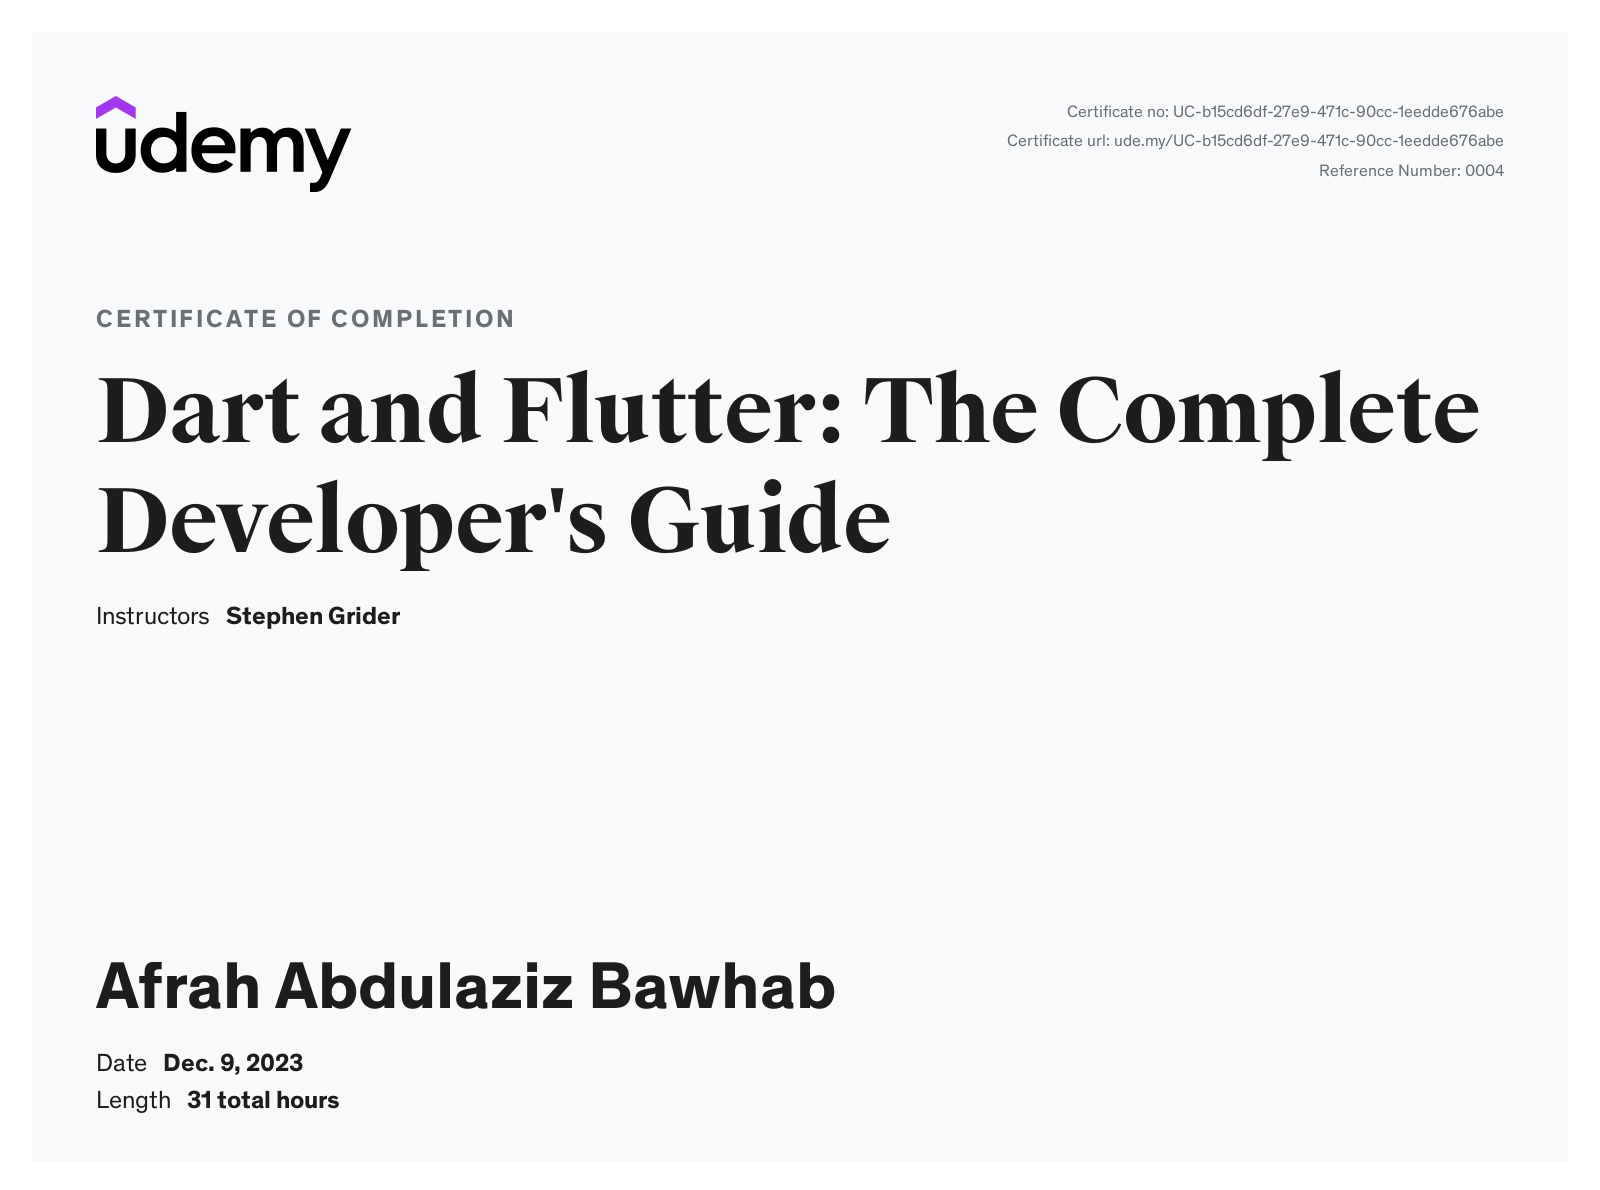 udemy
Certificate no: UC-b15cd6df-27e9-471c-90cc-1eedde676abe
Certificate url: ude.my/UC-b15cd6df-27e9-471c-90cc-1eedde676abe
Reference Number: 0004
CERTIFICATE OF COMPLETION
Dart and Flutter: The Complete
Developer's Guide
Instructors Stephen Grider
Afrah Abdulaziz Bawhab
Date Dec. 9, 2023
Length 31 total hours